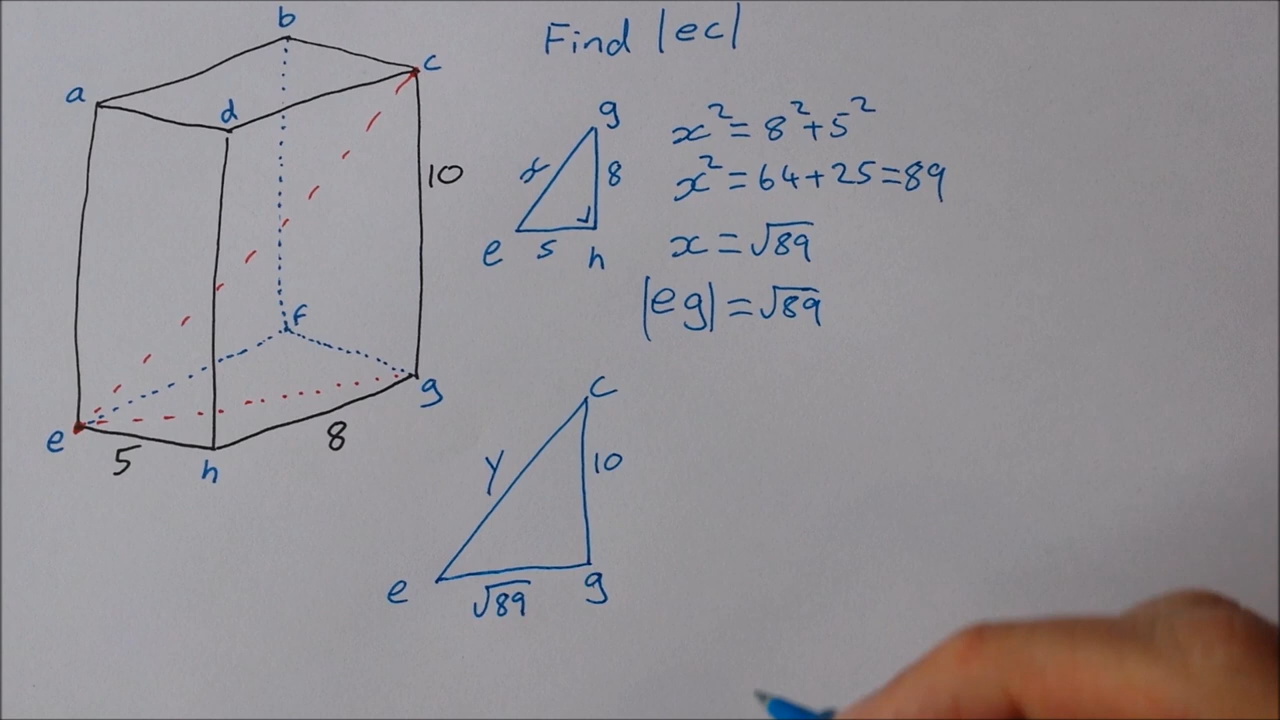 Find |ec|
b
a
d
c
10
e
f
g
h
5
8
g
x
8
e
5
h
x² = 8² + 5²
x² = 64 + 25 = 89
x = √89
|eg| = √89
c
y
10
e
g
√89